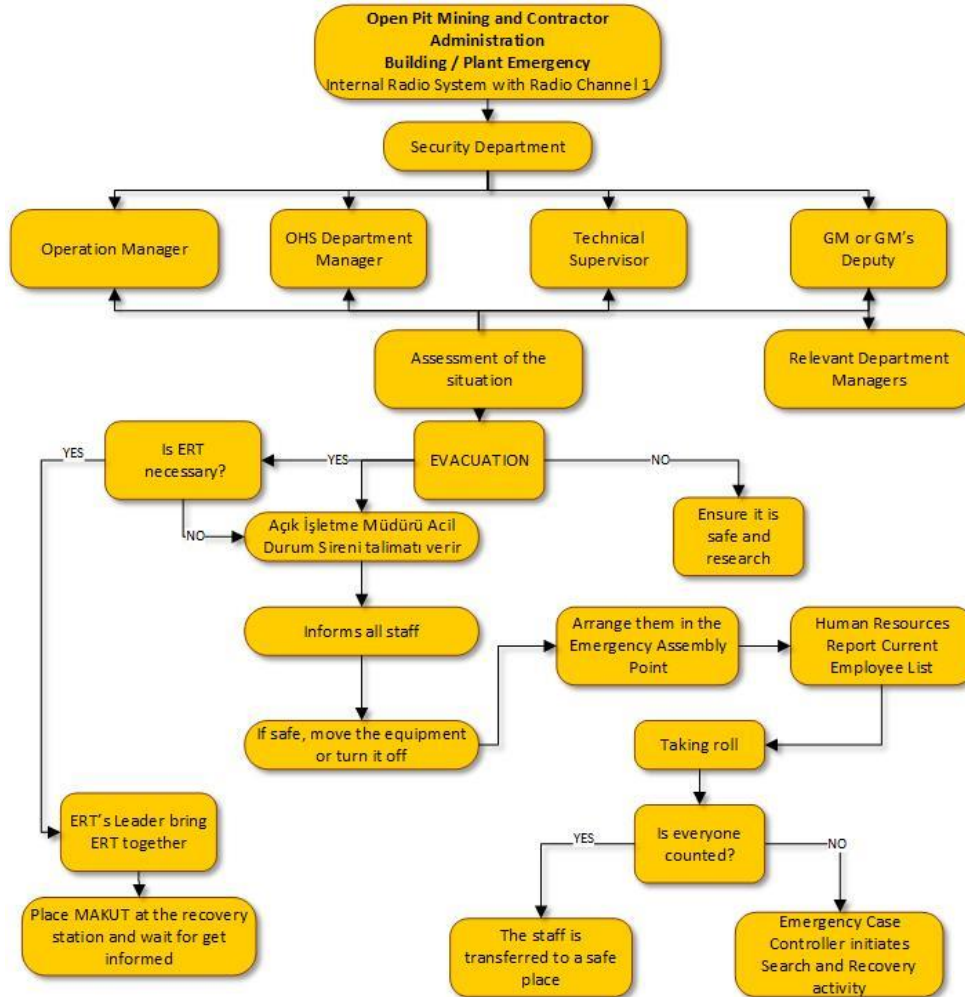 Open Pit Mining and Contractor
Administration
Building / Plant Emergency
Internal Radio System with Radio Channel 1
Security Department
Operation Manager
OHS Department
Manager
Technical
Supervisor
GM or GM's
Deputy
Assessment of the
situation
Relevant Department
Managers
Is ERT
necessary?
YES
YES
EVACUATION
NO
NO
Açık İşletme Müdürü Acil
Durum Sireni talimatı verir
Ensure it is
safe and
research
Informs all staff
Arrange them in the
Emergency Assembly
Point
Human Resources
Report Current
Employee List
If safe, move the equipment
or turn it off
Taking roll
ERT's Leader bring
ERT together
YES
Is everyone
counted?
NO
Place MAKUT at the recovery
station and wait for get
informed
The staff is
transferred to a safe
place
Emergency Case
Controller initiates
Search and Recovery
activity